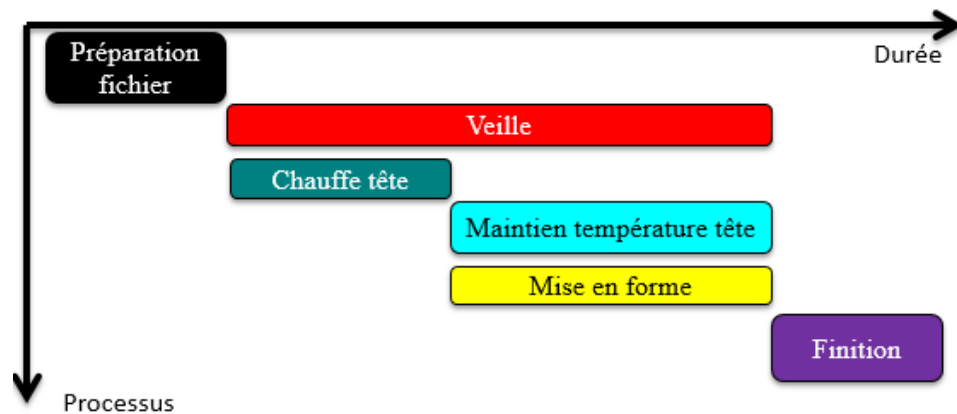 Durée
Préparation
fichier
Veille
Chauffe tête
Maintien température tête
Mise en forme
Finition
Processus